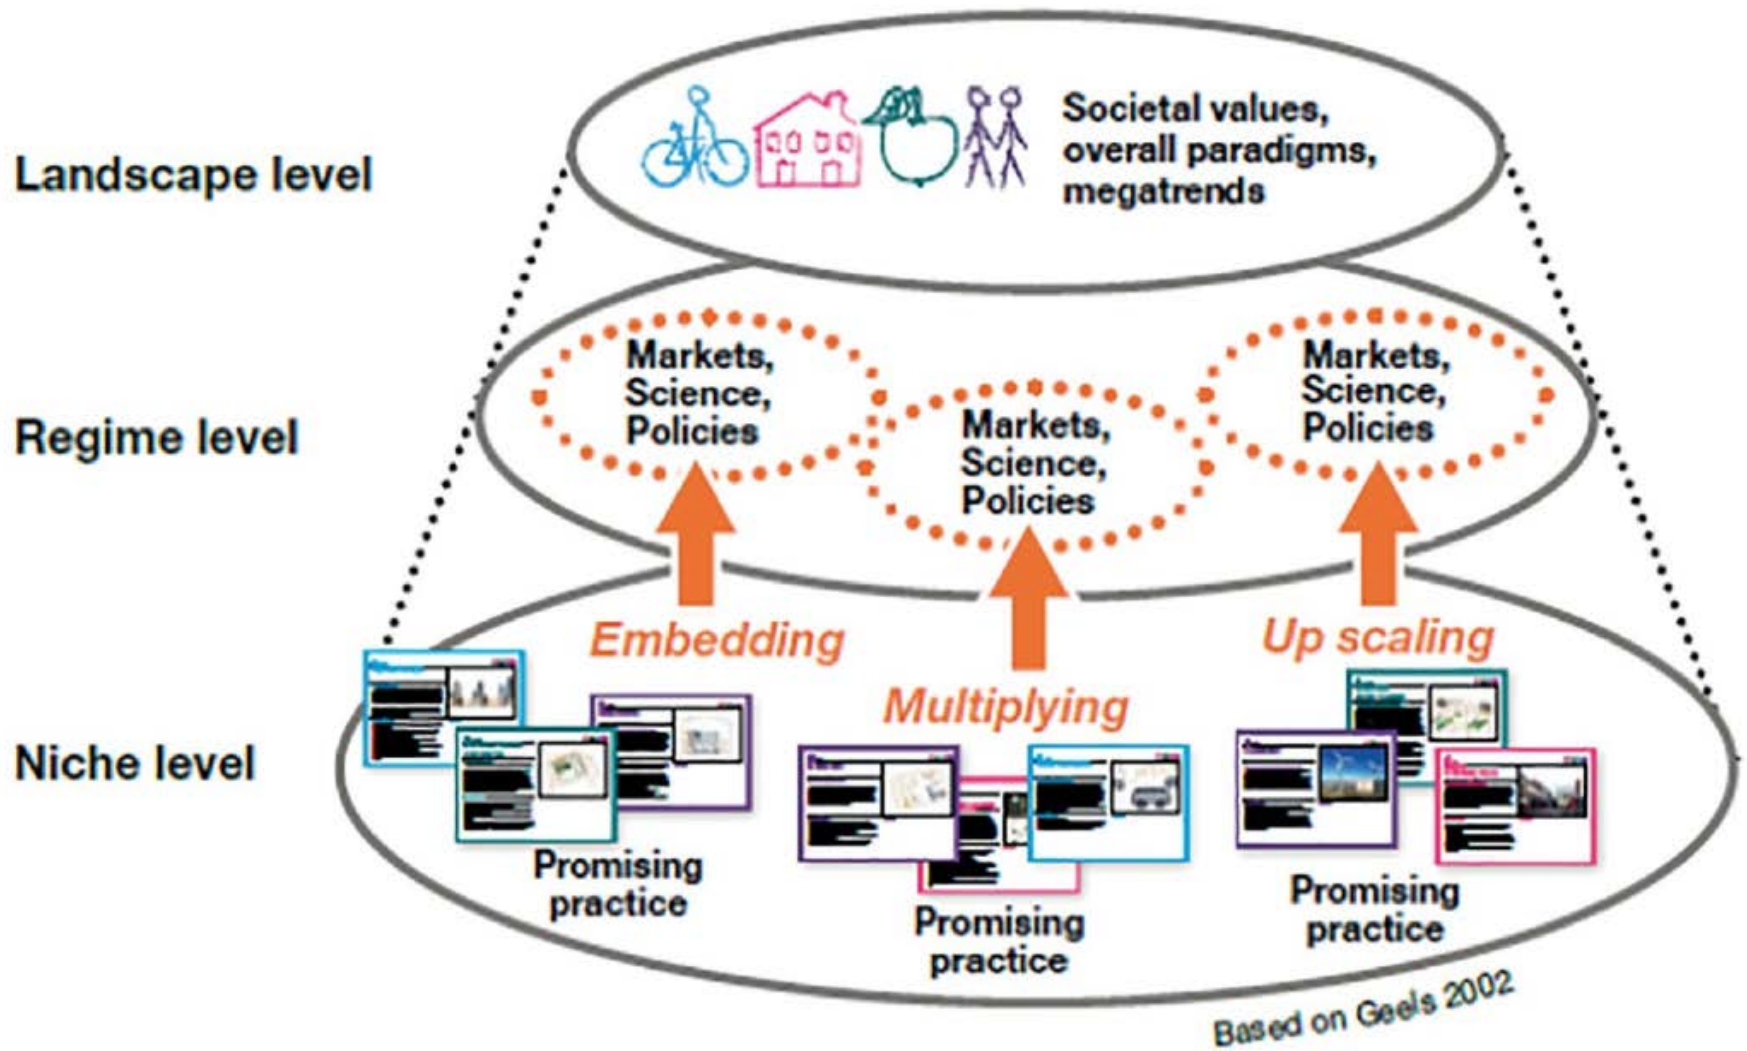 Landscape level
Societal values,
overall paradigms,
megatrends
Regime level
Markets,
Science,
Policies
Markets,
Science,
Policies
Markets,
Science,
Policies
Embedding
Multiplying
Up scaling
Niche level
Promising
practice
Promising
practice
Promising
practice
Based on Geels 2002